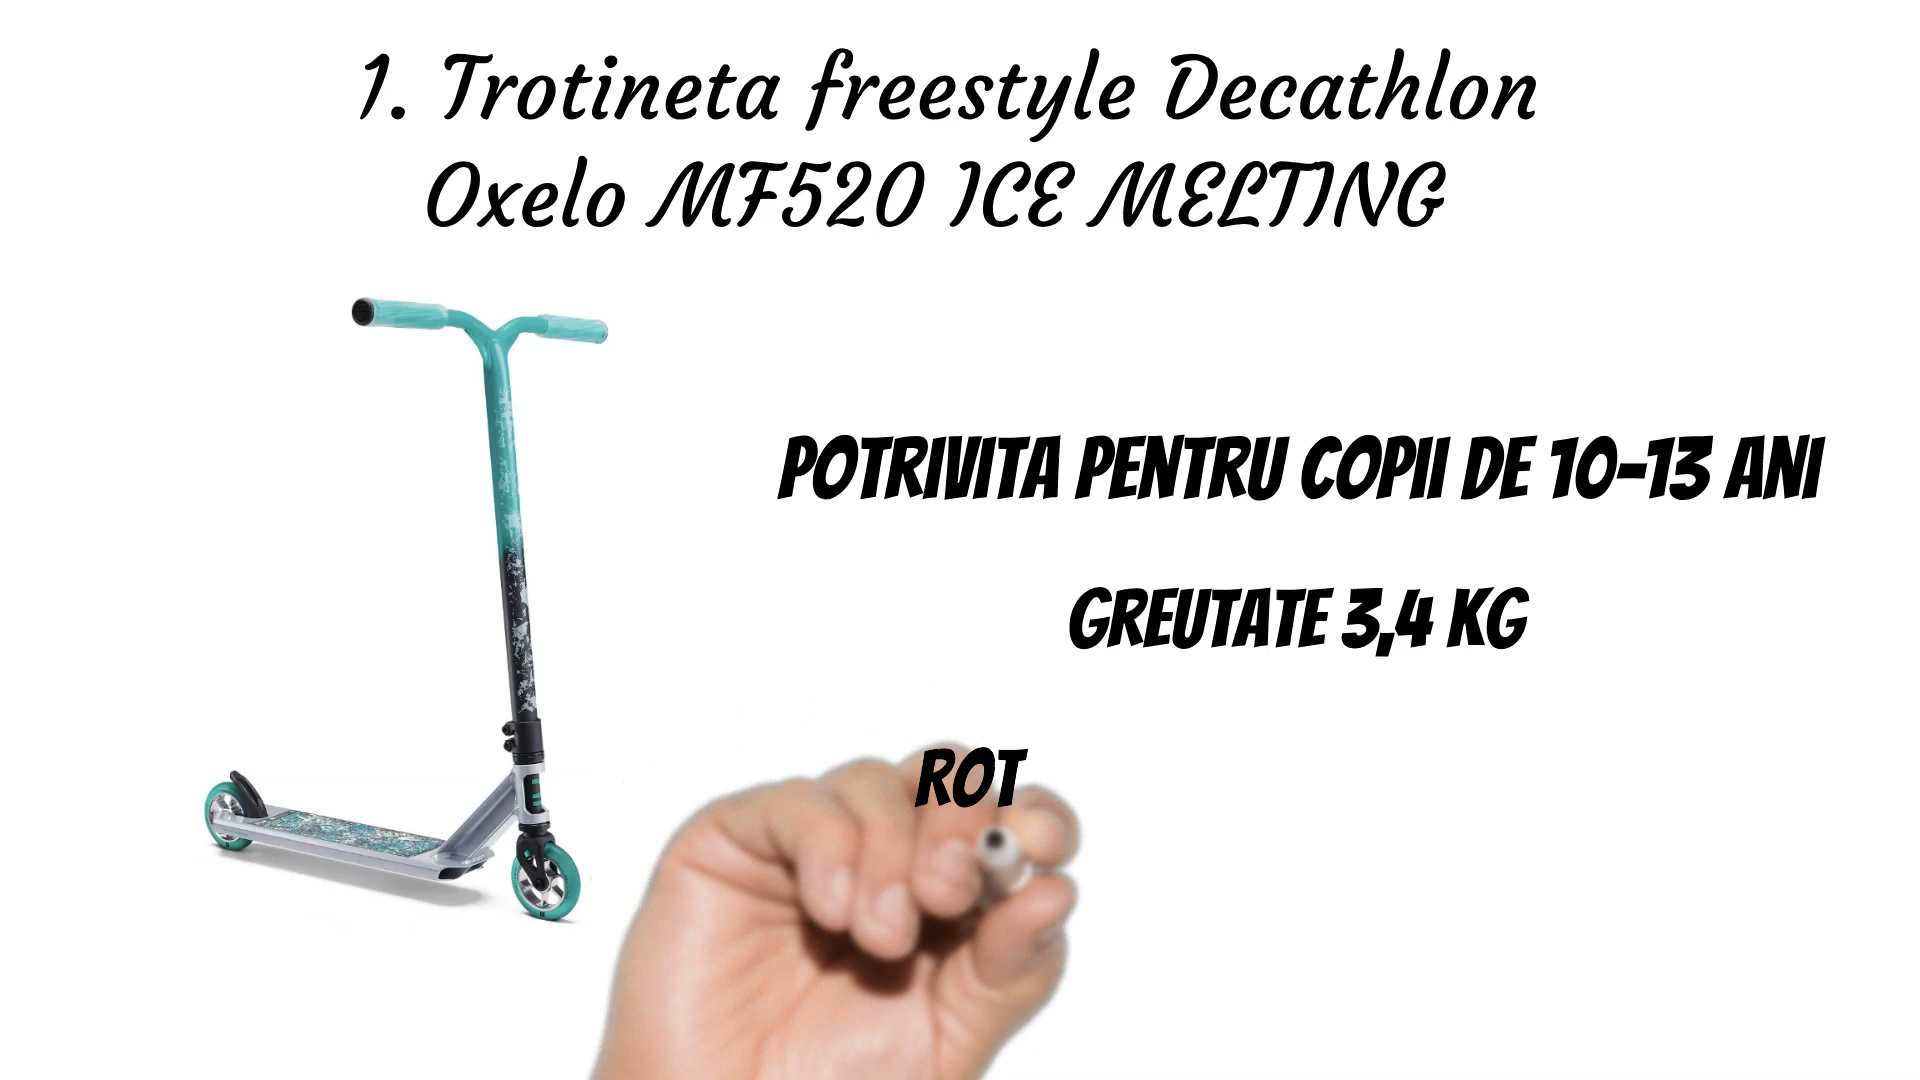 1. Trotineta freestyle Decathlon
Oxelo MF520 ICE MELTING
POTRIVITA PENTRU COPII DE 10-13 ANI
GREUTATE 3,4 KG
ROT